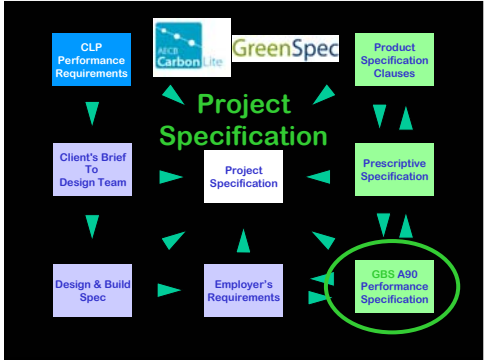 CLP
Performance
Requirements
AECB
CarbonLite
GreenSpec
Product
Specification
Clauses
Project
Specification
Client's Brief
To
Design Team
Project
Specification
Prescriptive
Specification
Design & Build
Spec
Employer's
Requirements
GBS A90
Performance
Specification